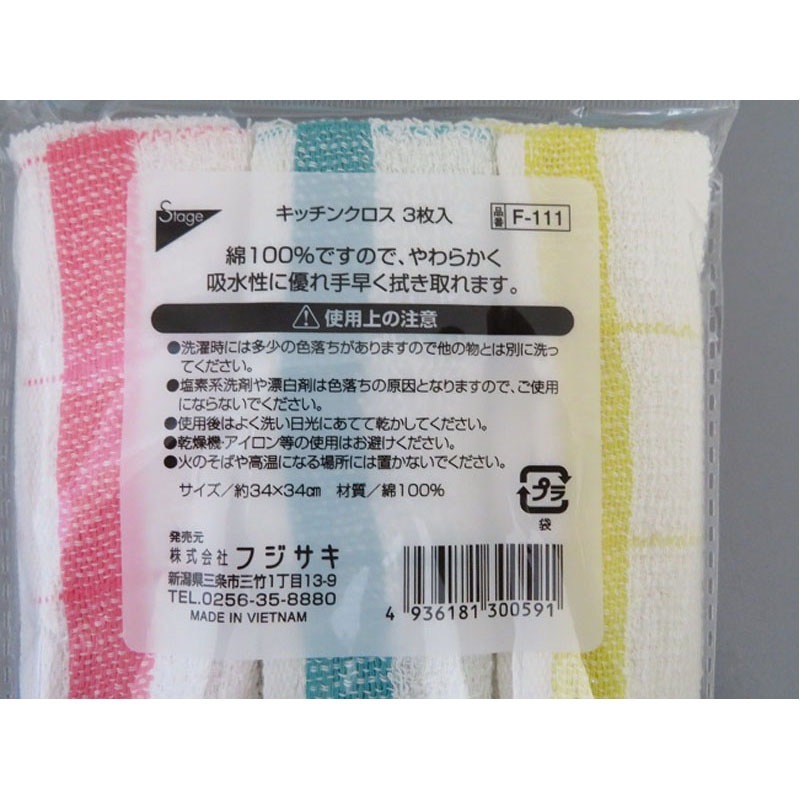 Stage
キッチンクロス 3枚入
品番 F-111
綿100%ですので、やわらかく
吸水性に優れ手早く拭き取れます。
使用上の注意
●洗濯時には多少の色落ちがありますので他の物とは別に洗っ
てください。
●塩素系洗剤や漂白剤は色落ちの原因となりますので、ご使用
にならないでください。
●使用後はよく洗い日光にあてて乾かしてください。
●乾燥機・アイロン等の使用はお避けください。
●火のそばや高温になる場所には置かないでください。
サイズ/約34×34㎝ 材質/綿100%
プラ
袋
発売元
株式会社 フジサキ
新潟県三条市三竹1丁目13-9
TEL.0256-35-8880
MADE IN VIETNAM
4 936181 300591